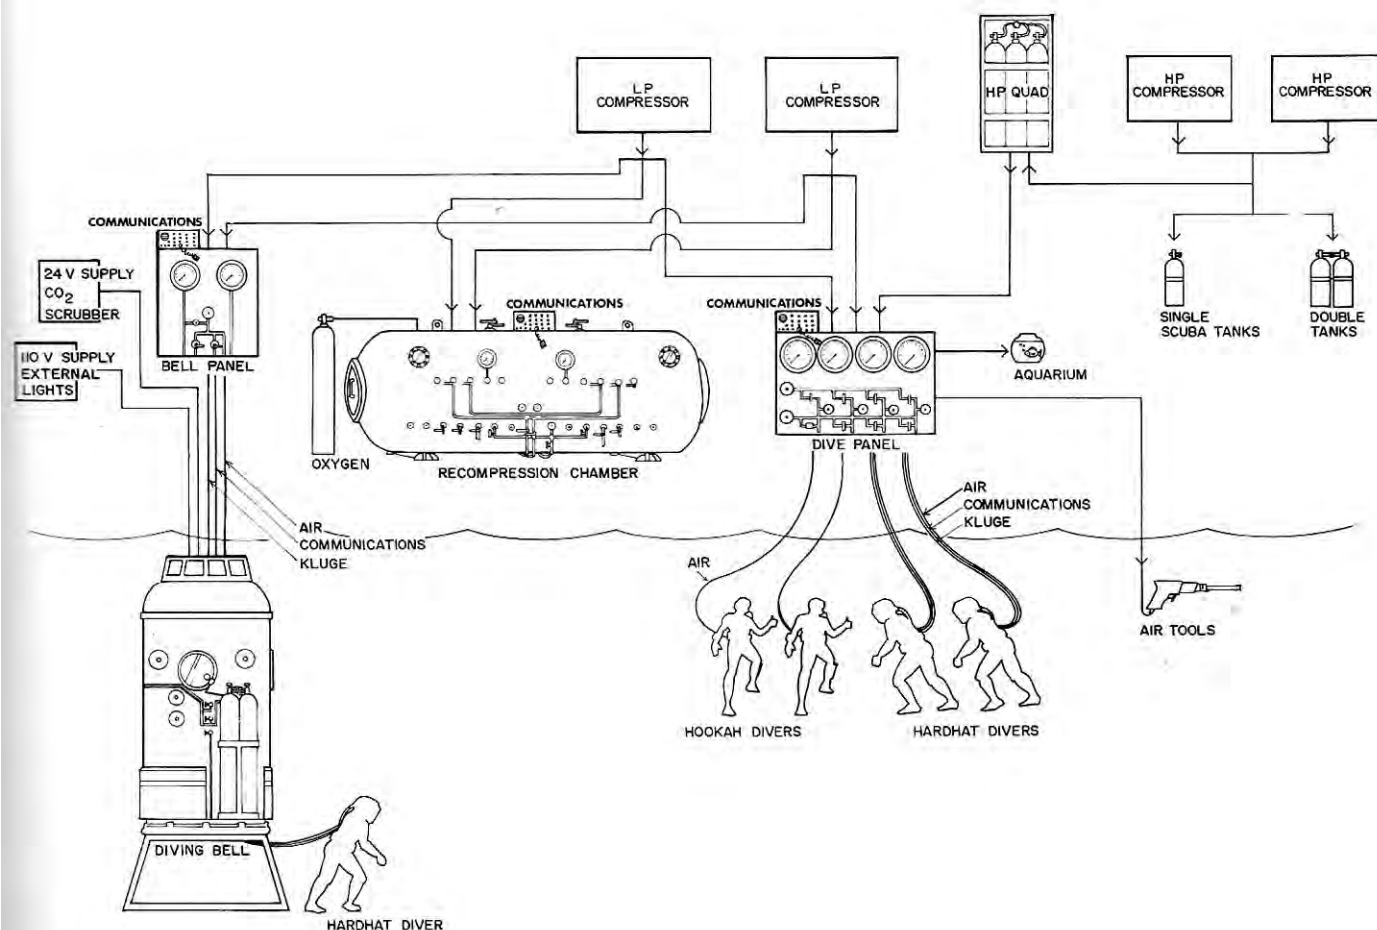 LP
COMPRESSOR
LP
COMPRESSOR
HP QUAD
HP
COMPRESSOR
HP
COMPRESSOR
COMMUNICATIONS
24 V SUPPLY
CO2
SCRUBBER
110 V SUPPLY
EXTERNAL
LIGHTS
BELL PANEL
COMMUNICATIONS
OXYGEN
RECOMPRESSION CHAMBER
COMMUNICATIONS
DIVE PANEL
AQUARIUM
SINGLE
SCUBA TANKS
DOUBLE
TANKS
AIR
COMMUNICATIONS
KLUGE
AIR
COMMUNICATIONS
KLUGE
AIR
AIR TOOLS
HOOKAH DIVERS
HARDHAT DIVERS
DIVING BELL
HARDHAT DIVER